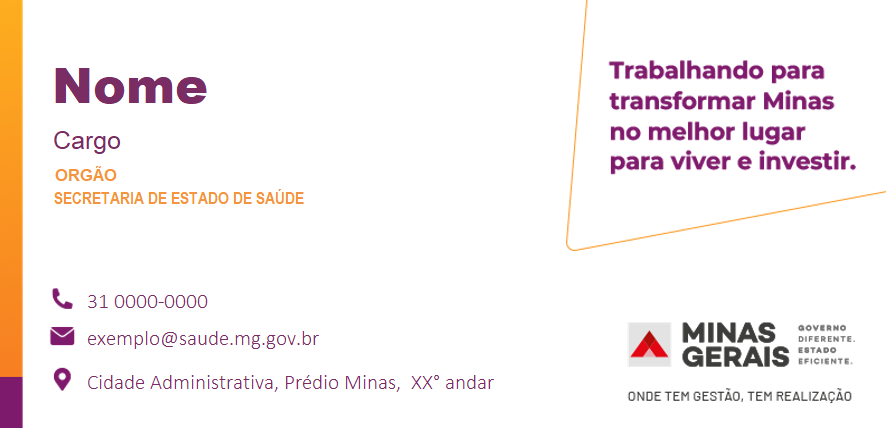 Nome
Cargo
ORGÃO
SECRETARIA DE ESTADO DE SAÚDE
31 0000-0000
exemplo@saude.mg.gov.br
Cidade Administrativa, Prédio Minas,  XX° andar
Trabalhando para
transformar Minas
no melhor lugar
para viver e investir.
MINAS
GERAIS
GOVERNO
DIFERENTE.
ESTADO
EFICIENTE.
ONDE TEM GESTÃO, TEM REALIZAÇÃO